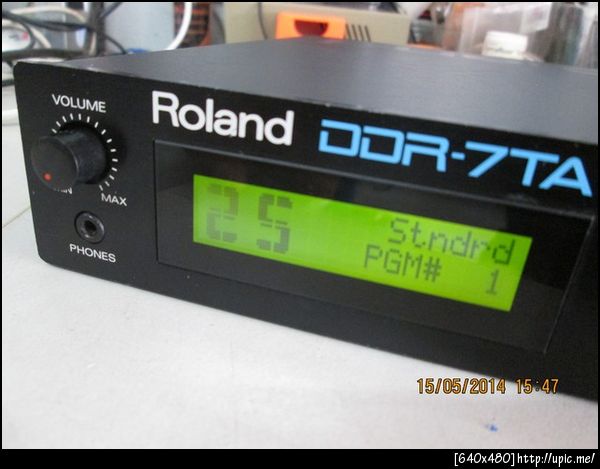 VOLUME
Roland DDR-7TA
MAX
PHONES
25 Stndrd
PGM# 1
15/05/2014 15:47
[640x480]http://upic.me/